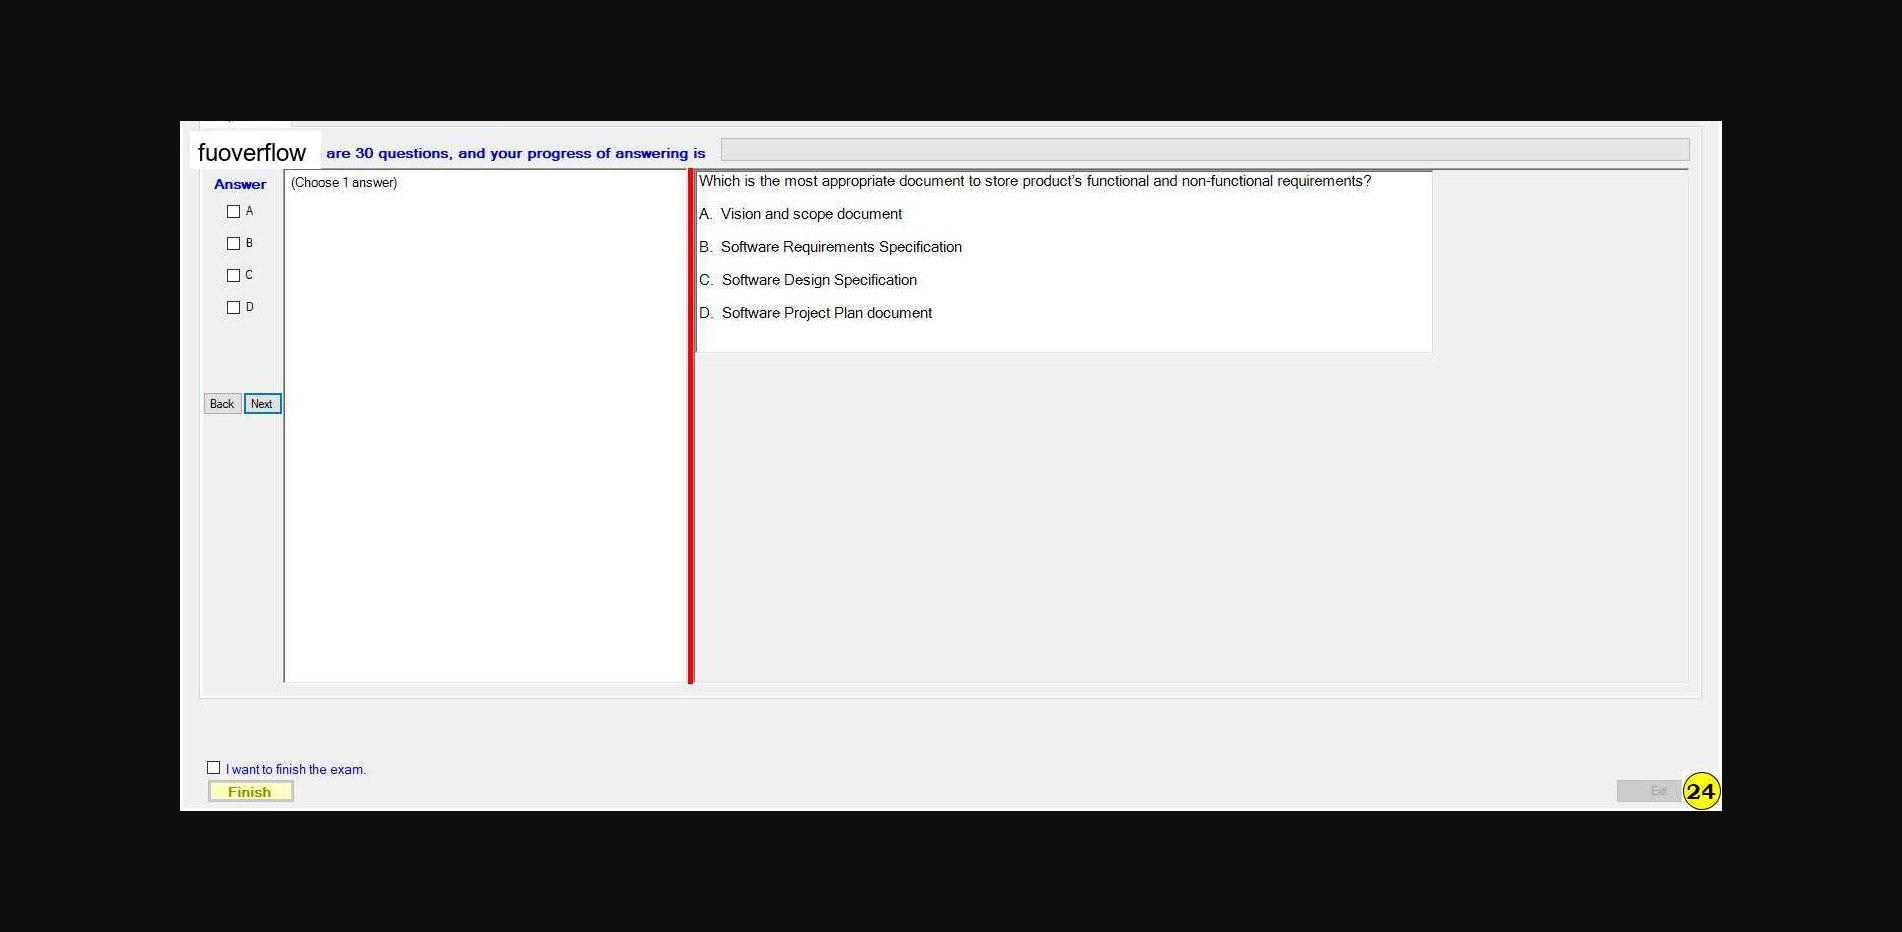 fuoverflow are 30 questions, and your progress of answering is
Answer
A
B
C
D
Back Next
(Choose 1 answer)
Which is the most appropriate document to store product's functional and non-functional requirements?
A. Vision and scope document
B. Software Requirements Specification
C. Software Design Specification
D. Software Project Plan document
I want to finish the exam.
Finish
Exit
24